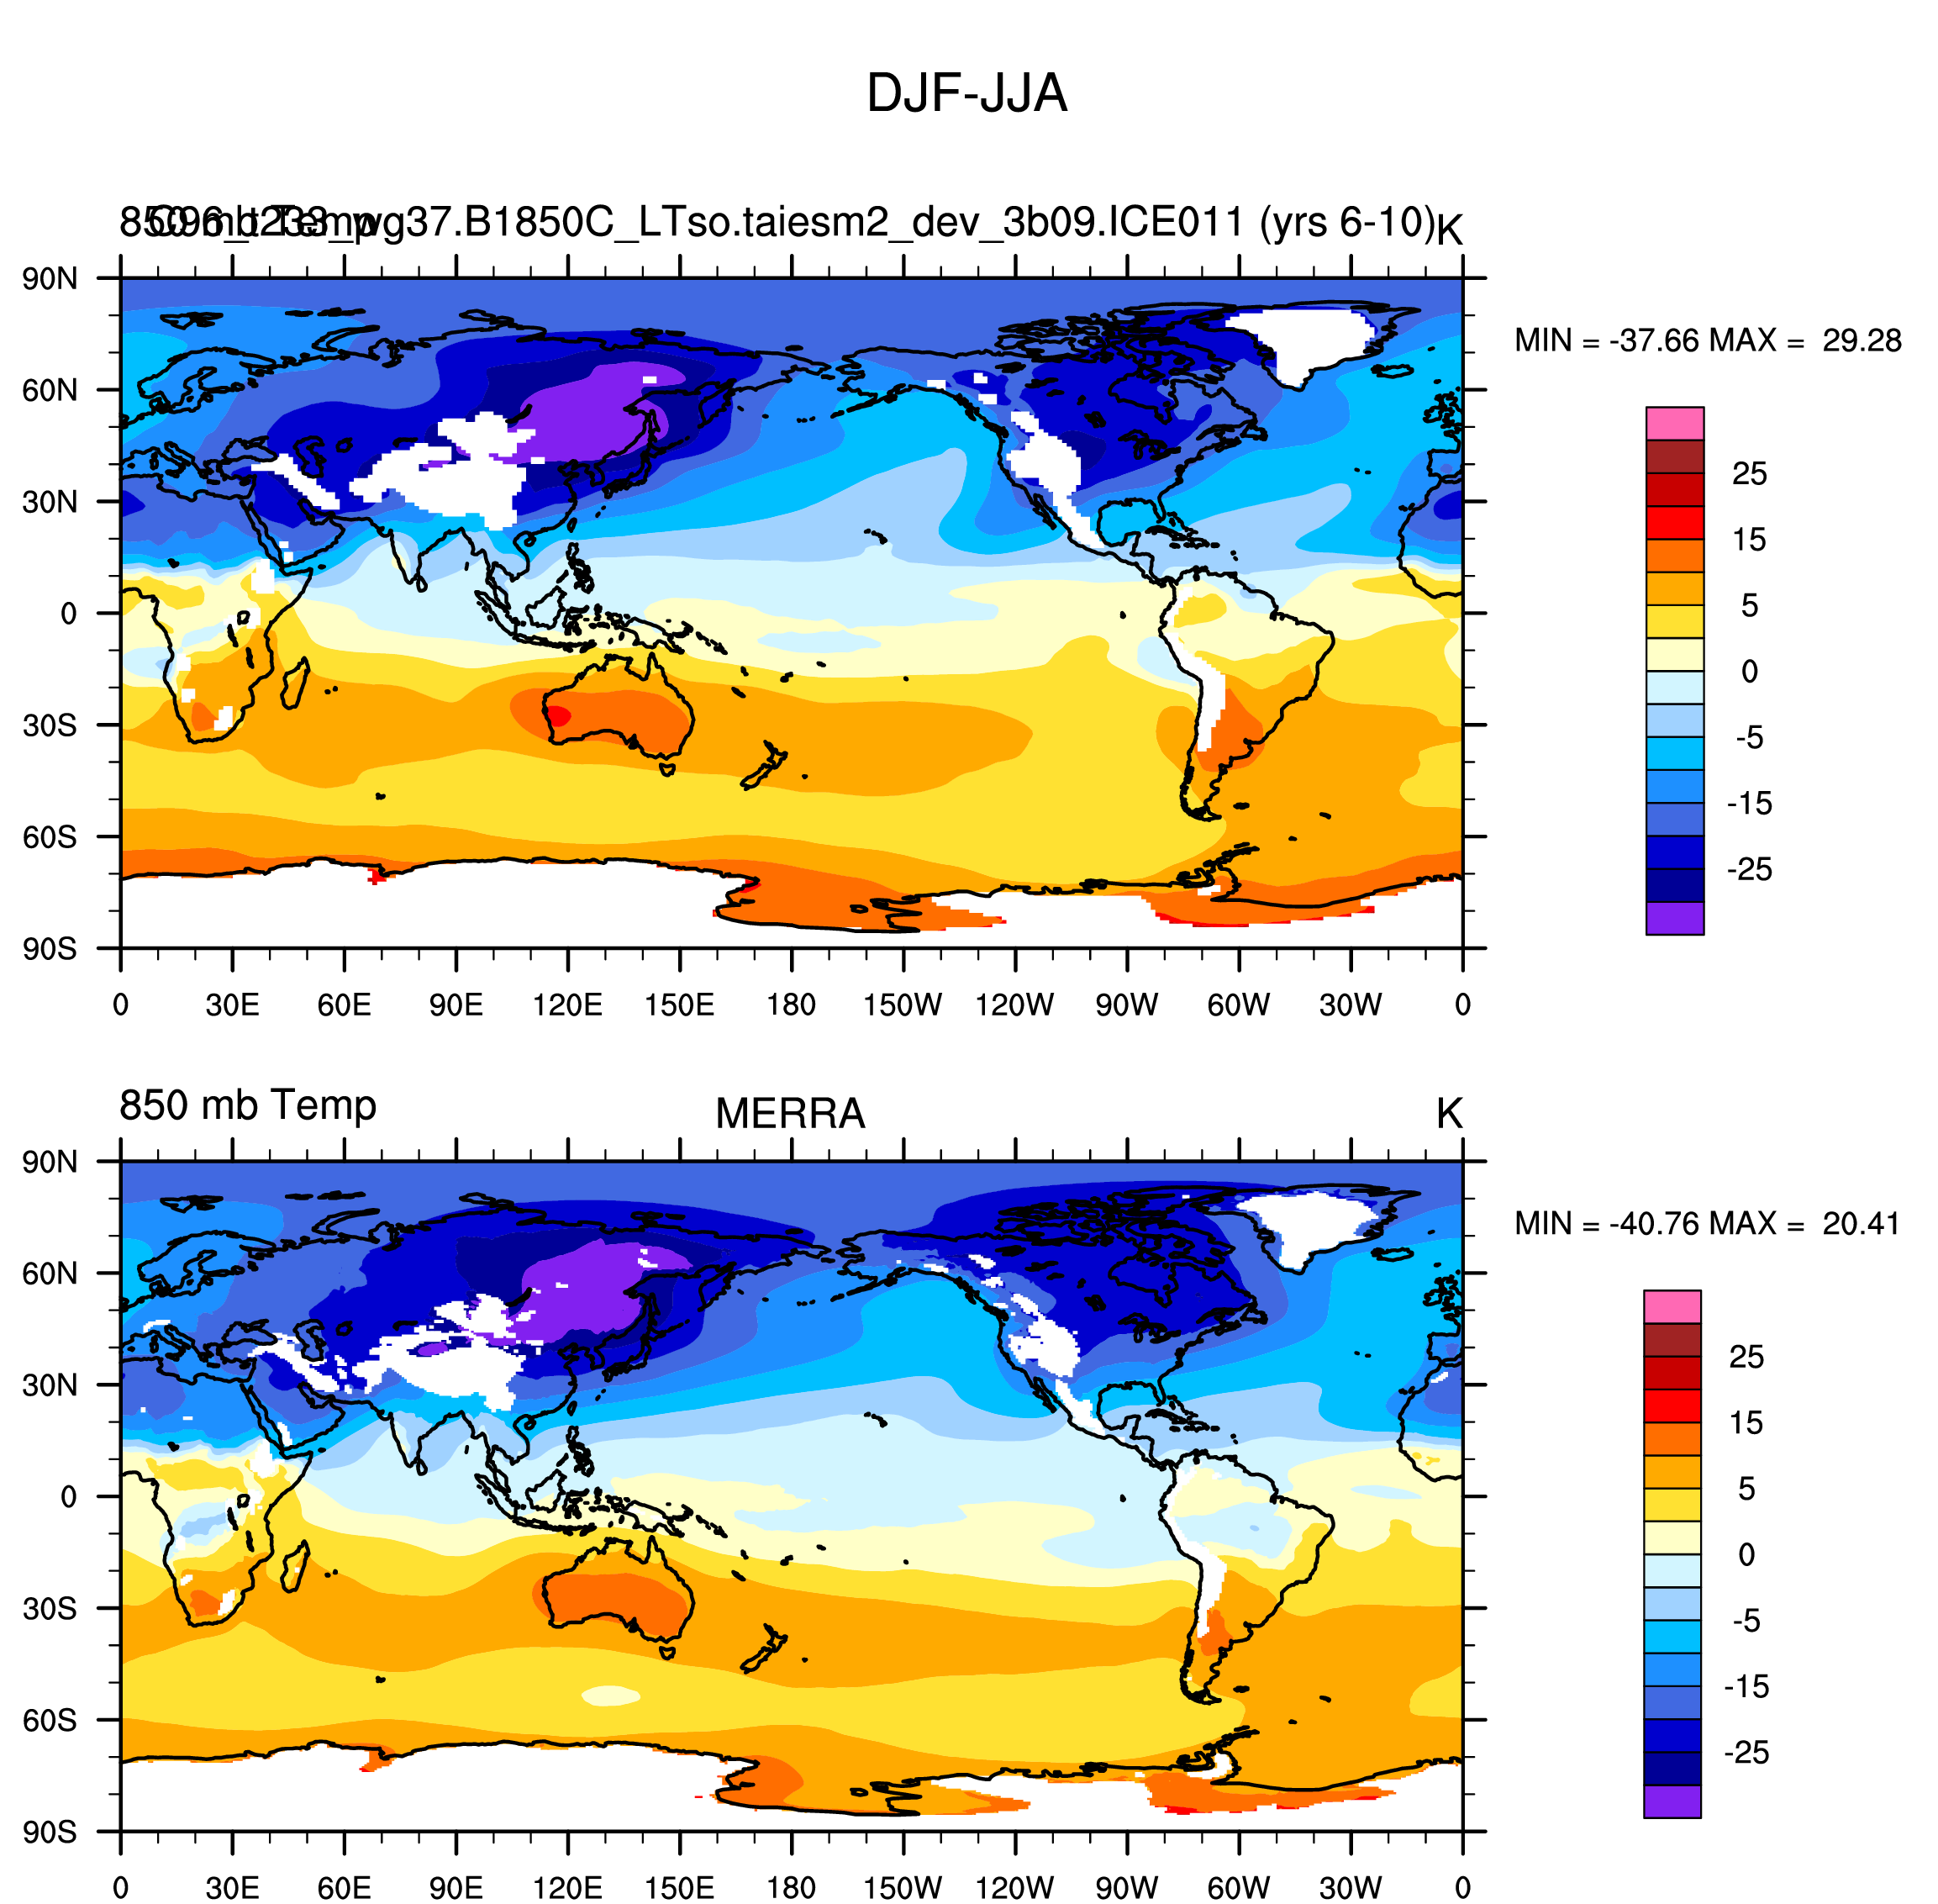 DJF-JJA
850 mb Temp
C096_t233_wg37.B1850C_LTso.taiesm2_dev_3b09.ICE011 (yrs 6-10)
K
MIN = -37.66 MAX = 29.28
90N
60N
30N
0
30S
60S
90S
0 30E 60E 90E 120E 150E 180 150W 120W 90W 60W 30W 0
25
15
5
0
-5
-15
-25
850 mb Temp
MERRA
K
MIN = -40.76 MAX = 20.41
90N
60N
30N
0
30S
60S
90S
0 30E 60E 90E 120E 150E 180 150W 120W 90W 60W 30W 0
25
15
5
0
-5
-15
-25